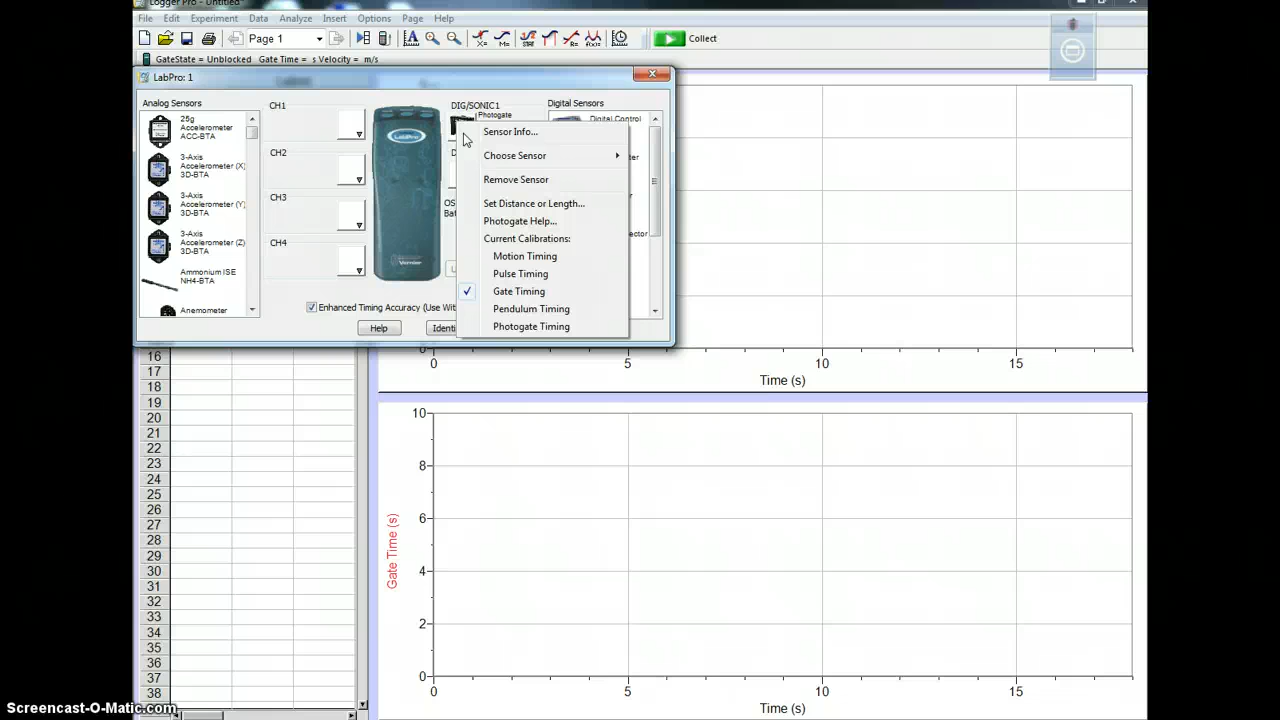 Logger Pro - Untitled*
File Edit Experiment Data Analyze Insert Options Page Help
Page 1
Collect
GateState = Unblocked Gate Time = s Velocity = m/s
LabPro: 1
Analog Sensors
25g
Accelerometer
ACC-BTA
3-Axis
Accelerometer (X)
3D-BTA
3-Axis
Accelerometer (Y)
3D-BTA
3-Axis
Accelerometer (Z)
3D-BTA
Ammonium ISE
NH4-BTA
Anemometer
CH1
CH2
CH3
CH4
LabPro
Vernier
DIG/SONIC1
Photogate
Digital Sensors
Digital Control
Sensor Info...
Choose Sensor
Remove Sensor
Set Distance or Length...
Photogate Help...
Current Calibrations:
Motion Timing
Pulse Timing
Gate Timing
Pendulum Timing
Photogate Timing
Enhanced Timing Accuracy (Use Wit
Help
Identi
16
17
18
19
20
21
22
23
24
25
26
27
28
29
30
31
32
33
34
35
36
37
38
0 5 10 15
Time (s)
10
8
6
4
2
0
Gate Time (s)
0 5 10 15
Time (s)
Screencast-O-Matic.com